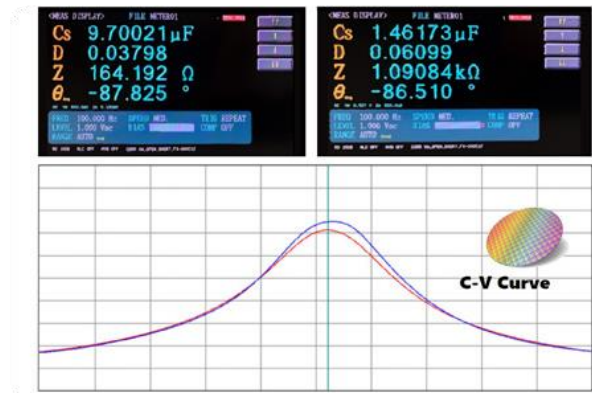 <MEAS DISPLAY> FILE METER01
Cs 9.70021µF
D 0.03798
Z 164.192 Ω
θ -87.825 °
FREQ 100.000 Hz SPEED MED. TRIG REPEAT
LEVEL 1.000 Vac BIAS COMP OFF
RANGE AUTO
<MEAS DISPLAY> FILE METER01
Cs 1.46173µF
D 0.06099
Z 1.09084kΩ
θ -86.510 °
FREQ 100.000 Hz SPEED MED. TRIG REPEAT
LEVEL 1.000 Vac BIAS COMP OFF
RANGE AUTO
C-V Curve